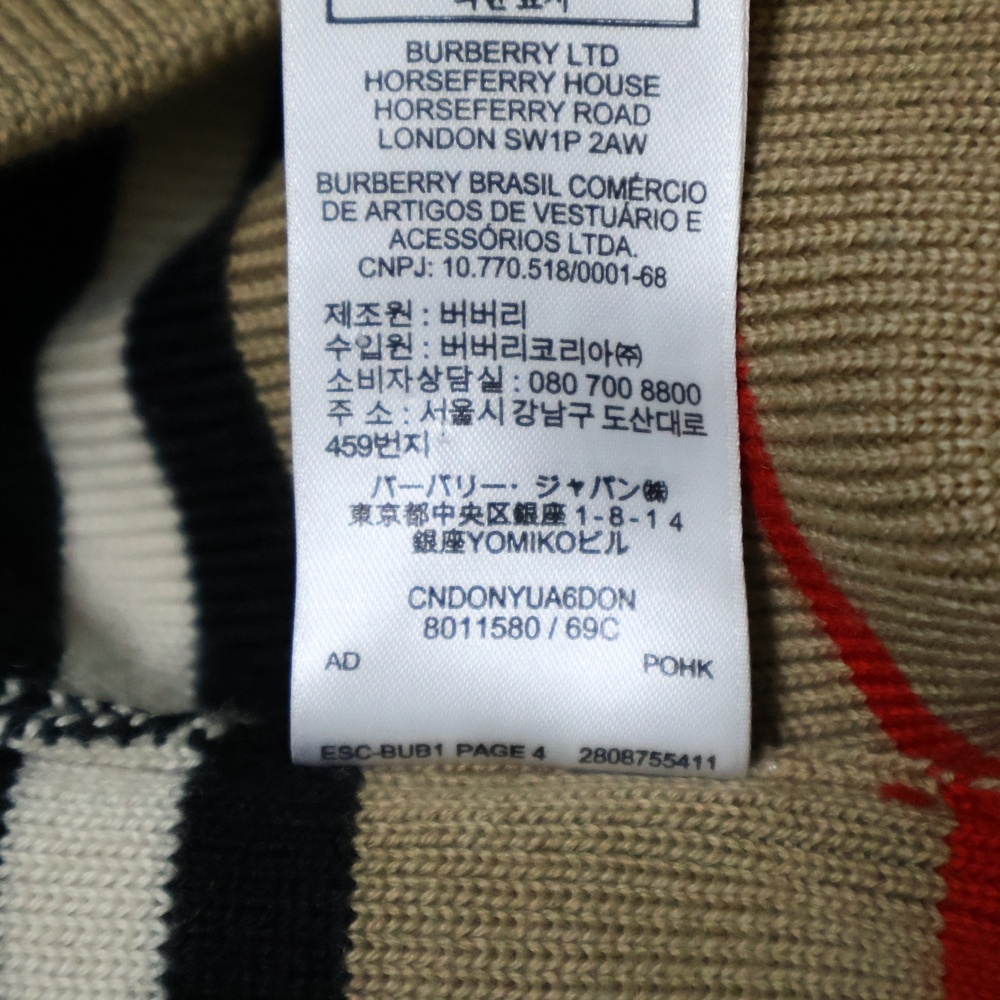 BURBERRY LTD
HORSEFERRY HOUSE
HORSEFERRY ROAD
LONDON SW1P 2AW
BURBERRY BRASIL COMÉRCIO
DE ARTIGOS DE VESTUÁRIO E
ACESSÓRIOS LTDA.
CNPJ: 10.770.518/0001-68
제조원 : 버버리
수입원 : 버버리코리아㈜
소비자상담실 : 080 700 8800
주 소 : 서울시 강남구 도산대로
459번지
バーバリー・ジャパン㈱
東京都中央区銀座 1-8-1 4
銀座YOMIKOビル
CNDONYUA6DON
8011580 / 69C
AD POHK
ESC-BUB1 PAGE 4 2808755411